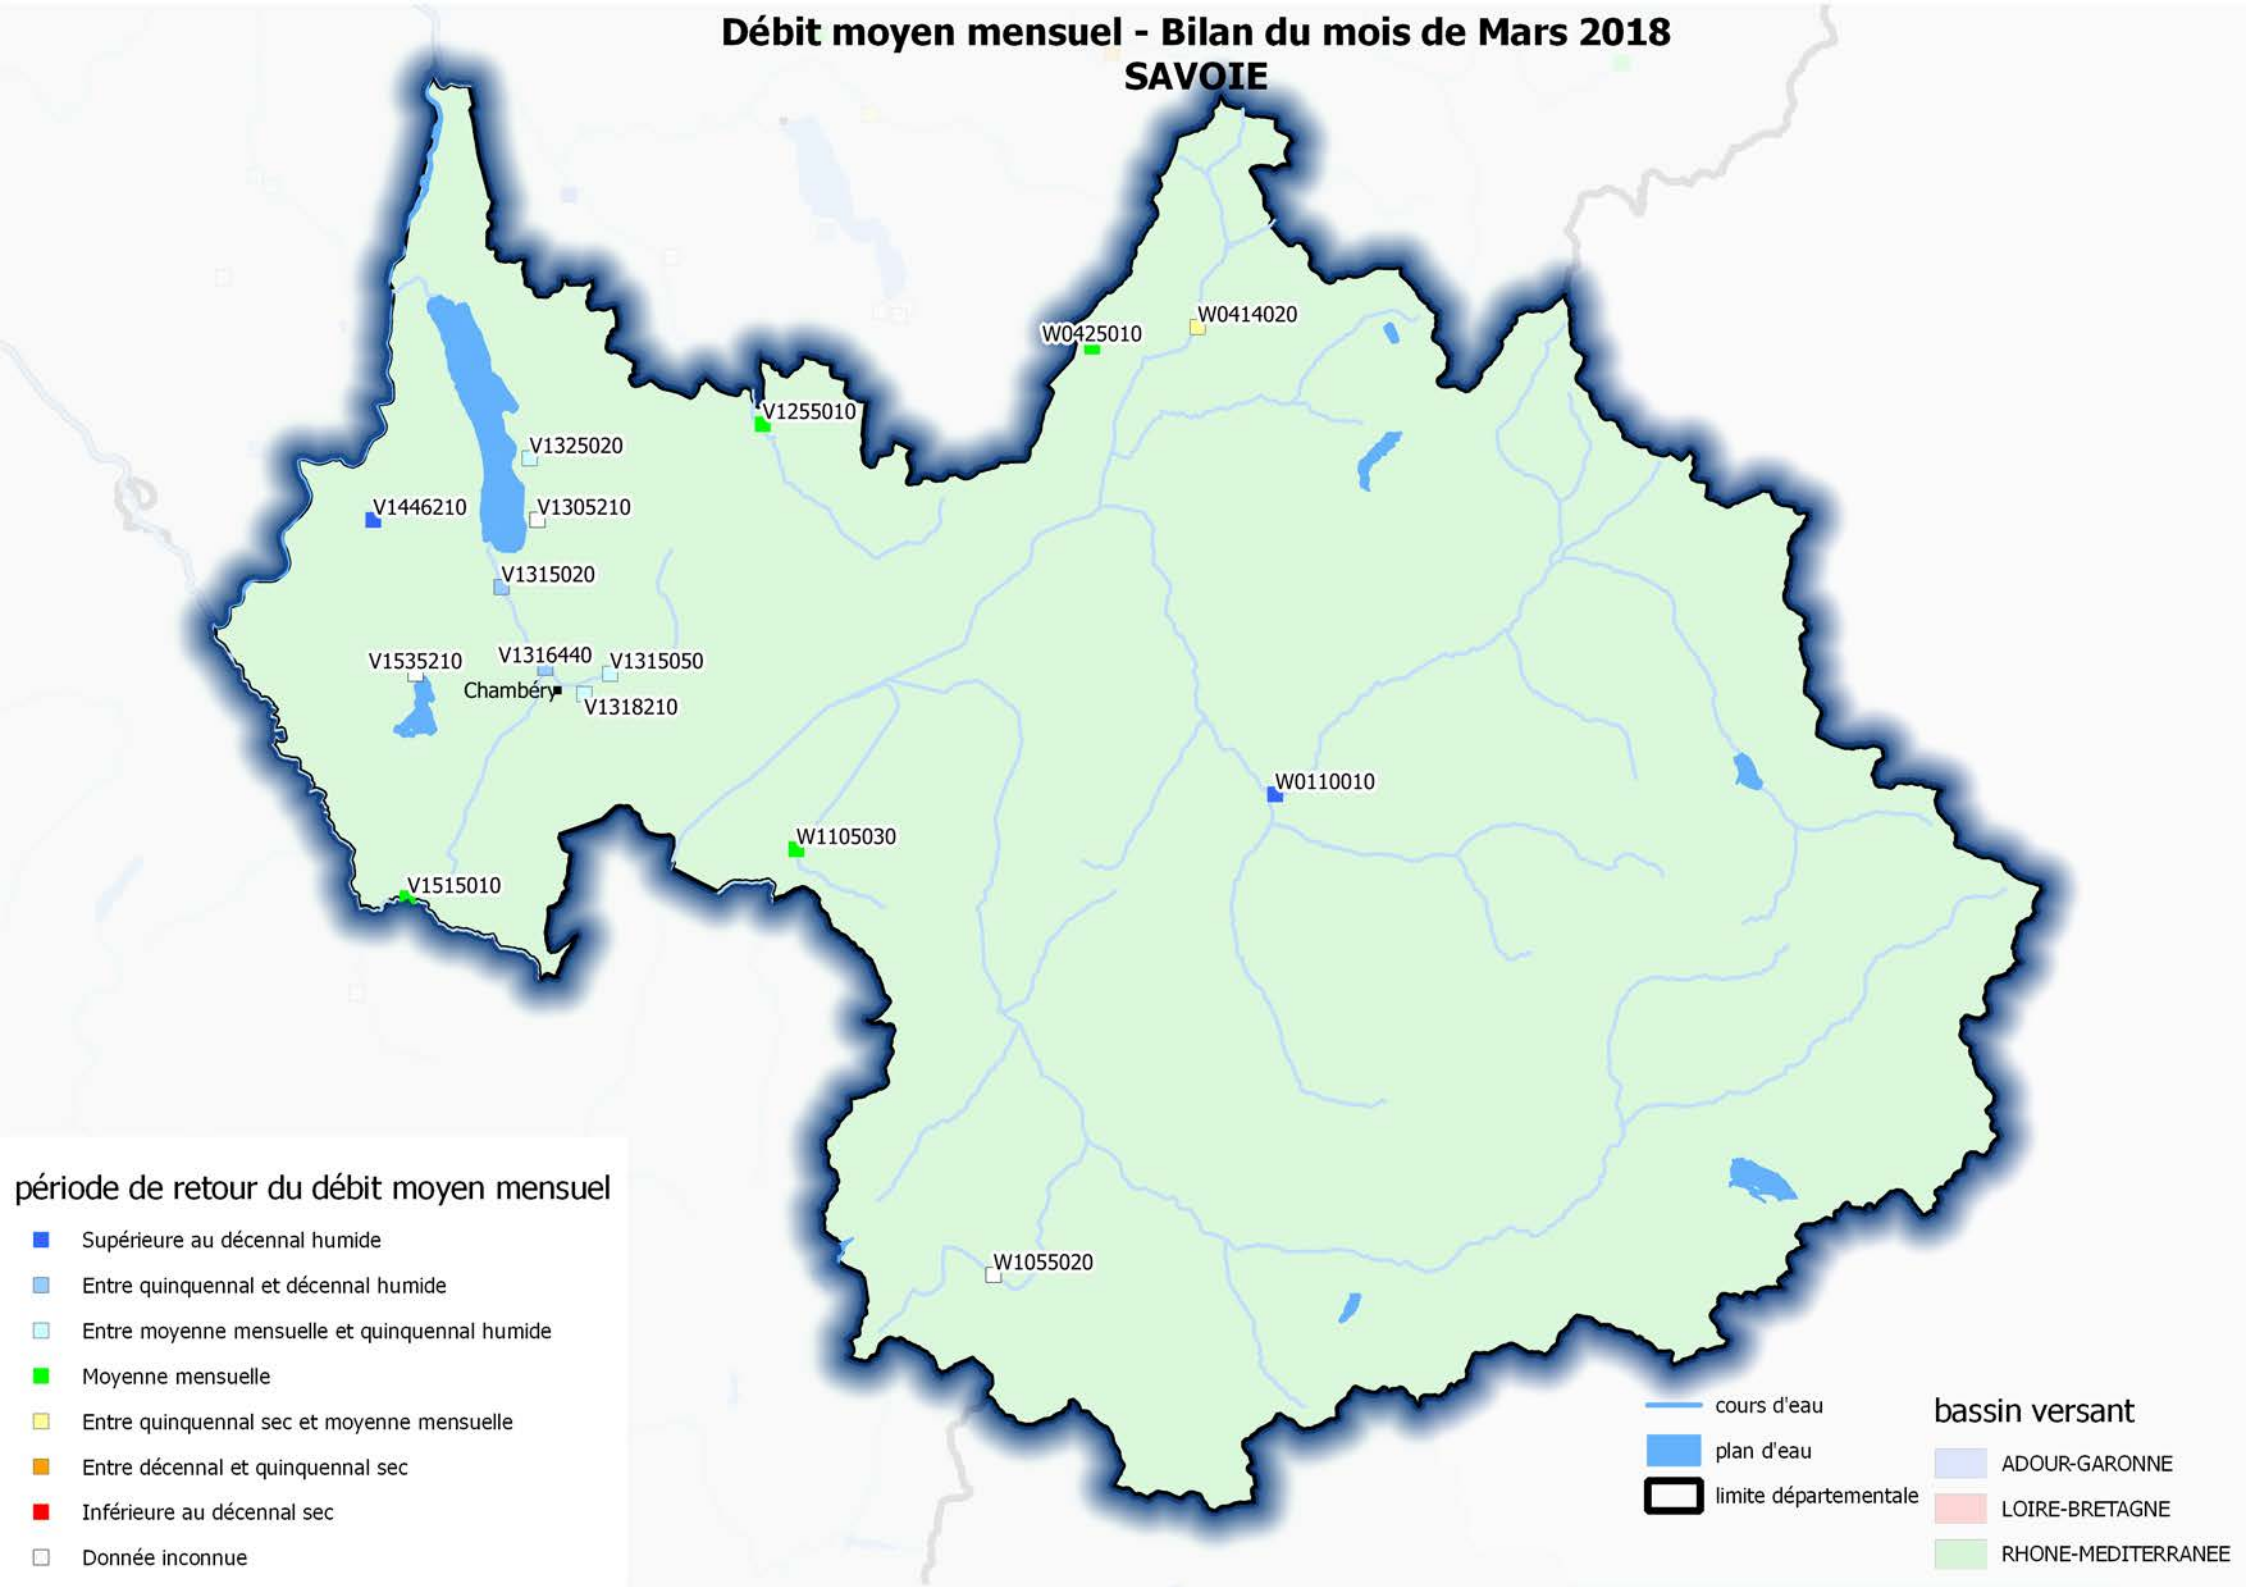 Débit moyen mensuel - Bilan du mois de Mars 2018
SAVOIE
W0414020
W0425010
V1255010
V1325020
V1446210
V1305210
V1315020
V1316440
V1535210
V1315050
Chambéry
V1318210
W0110010
W1105030
V1515010
W1055020
période de retour du débit moyen mensuel
Supérieure au décennal humide
Entre quinquennal et décennal humide
Entre moyenne mensuelle et quinquennal humide
Moyenne mensuelle
Entre quinquennal sec et moyenne mensuelle
Entre décennal et quinquennal sec
Inférieure au décennal sec
Donnée inconnue
cours d'eau
plan d'eau
limite départementale
bassin versant
ADOUR-GARONNE
LOIRE-BRETAGNE
RHONE-MEDITERRANEE